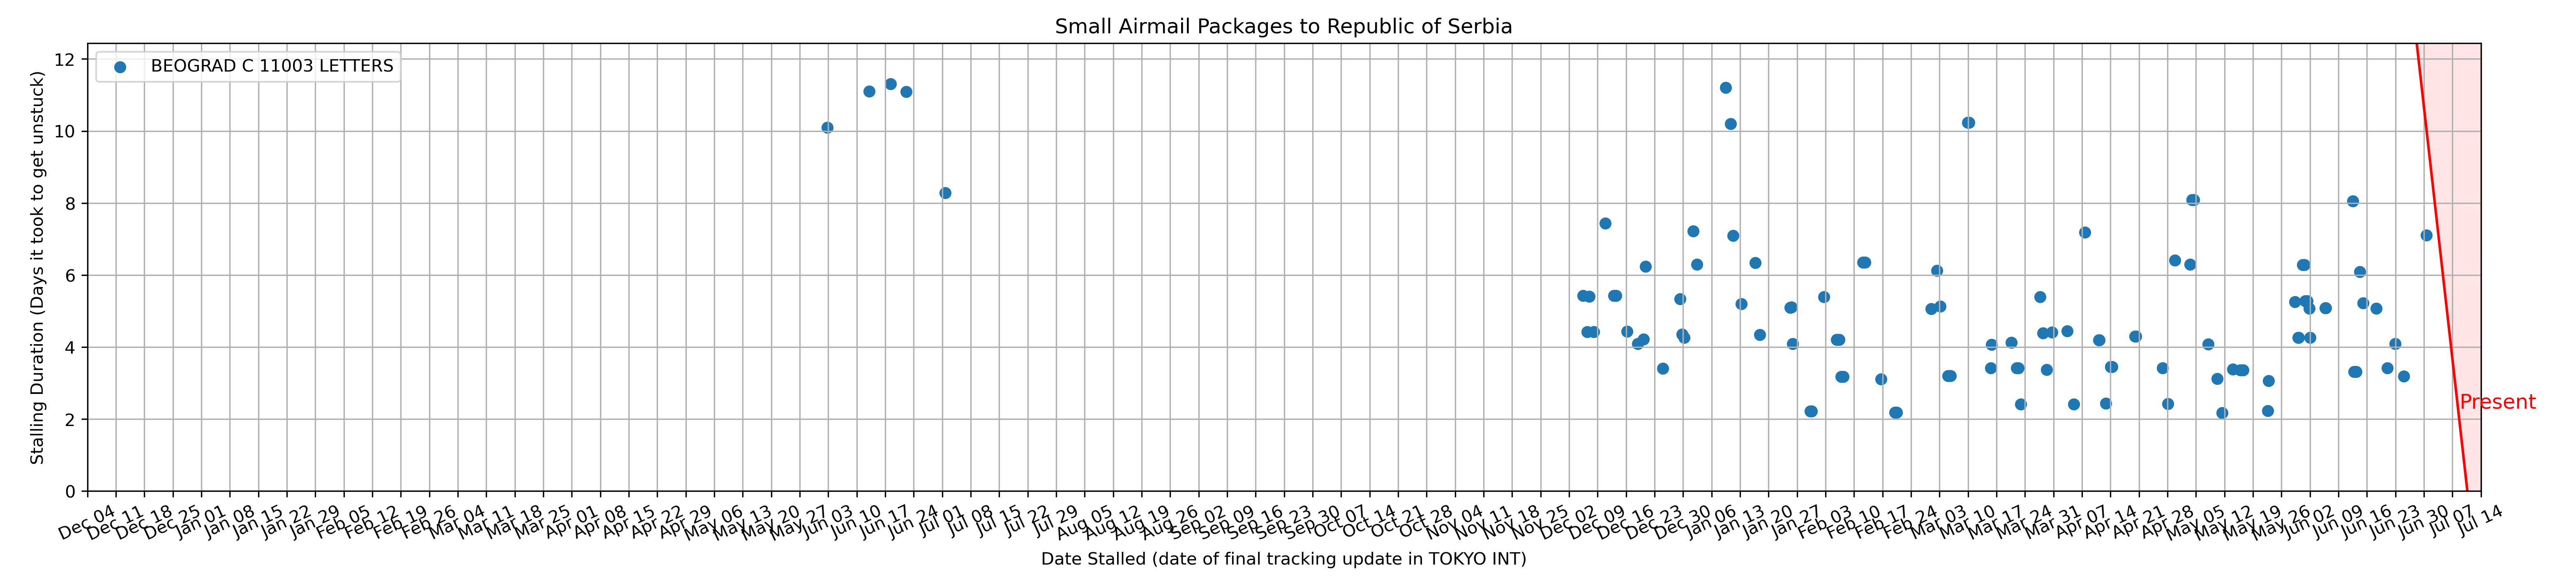 Small Airmail Packages to Republic of Serbia
BEOGRAD C 11003 LETTERS
Stalling Duration (Days it took to get unstuck)
12
10
8
6
4
2
0
Present
Dec 04 Dec 11 Dec 18 Dec 25 Jan 01 Jan 08 Jan 15 Jan 22 Jan 29 Feb 05 Feb 12 Feb 19 Feb 26 Mar 04 Mar 11 Mar 18 Mar 25 Apr 01 Apr 08 Apr 15 Apr 22 Apr 29 May 06 May 13 May 20 May 27 Jun 03 Jun 10 Jun 17 Jun 24 Jul 01 Jul 08 Jul 15 Jul 22 Jul 29 Aug 05 Aug 12 Aug 19 Aug 26 Sep 02 Sep 09 Sep 16 Sep 23 Sep 30 Oct 07 Oct 14 Oct 21 Oct 28 Nov 04 Nov 11 Nov 18 Nov 25 Dec 02 Dec 09 Dec 16 Dec 23 Dec 30 Jan 06 Jan 13 Jan 20 Jan 27 Feb 03 Feb 10 Feb 17 Feb 24 Mar 03 Mar 10 Mar 17 Mar 24 Mar 31 Apr 07 Apr 14 Apr 21 Apr 28 May 05 May 12 May 19 May 26 Jun 02 Jun 09 Jun 16 Jun 23 Jun 30 Jul 07 Jul 14
Date Stalled (date of final tracking update in TOKYO INT)